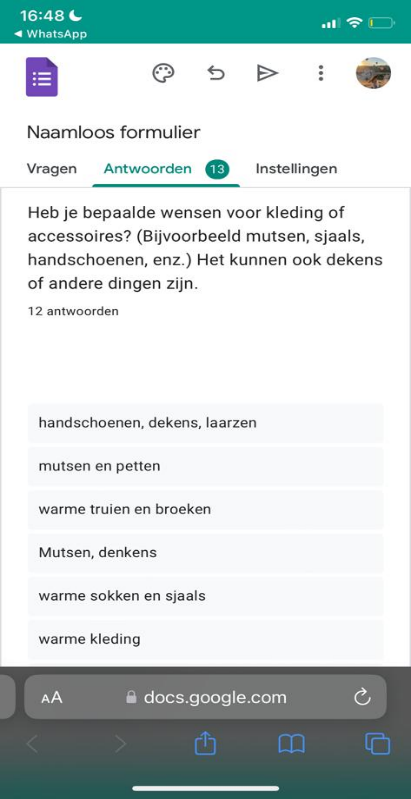 16:48
◀ WhatsApp
Naamloos formulier
Vragen Antwoorden 13 Instellingen
Heb je bepaalde wensen voor kleding of
accessoires? (Bijvoorbeeld mutsen, sjaals,
handschoenen, enz.) Het kunnen ook dekens
of andere dingen zijn.
12 antwoorden
handschoenen, dekens, laarzen
mutsen en petten
warme truien en broeken
Mutsen, denkens
warme sokken en sjaals
warme kleding
AA docs.google.com